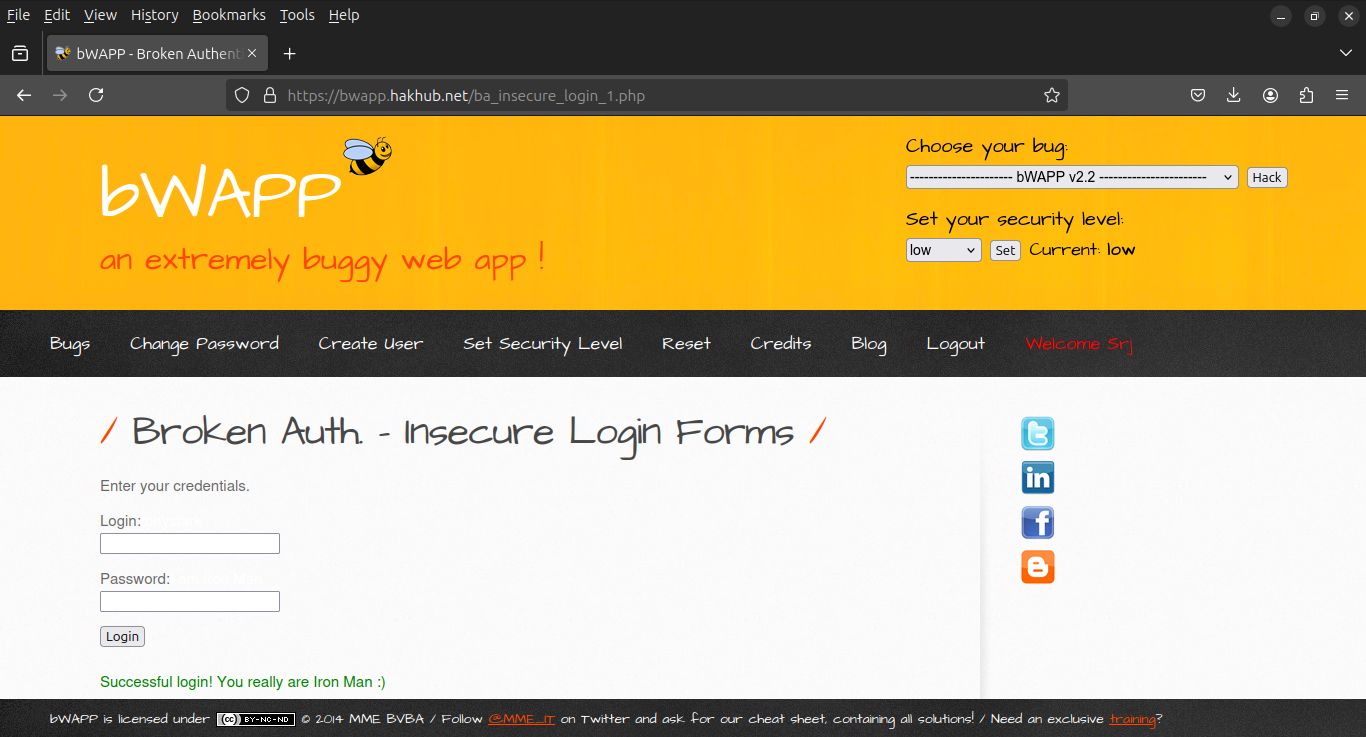 File Edit View History Bookmarks Tools Help
bWAPP - Broken Authent
https://bwapp.hakhub.net/ba_insecure_login_1.php
bWAPP
an extremely buggy web app !
Choose your bug:
---------------------- bWAPP v2.2 ----------------------- Hack
Set your security level:
low Set Current: low
Bugs Change Password Create User Set Security Level Reset Credits Blog Logout Welcome Srj
/ Broken Auth. - Insecure Login Forms /
Enter your credentials.
Login:
Password:
Login
Successful login! You really are Iron Man :)
bWAPP is licensed under (cc) BY-NC-ND © 2014 MME BVBA / Follow @MME_IT on Twitter and ask for our cheat sheet, containing all solutions! / Need an exclusive training?